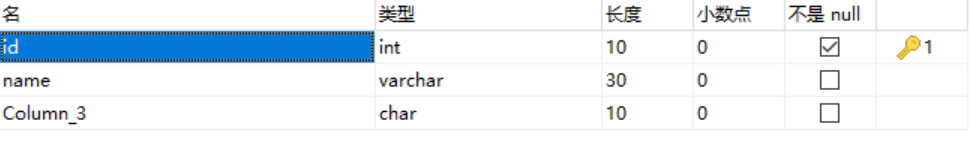 名 类型 长度 小数点 不是 null
id int 10 0 1
name varchar 30 0
Column_3 char 10 0